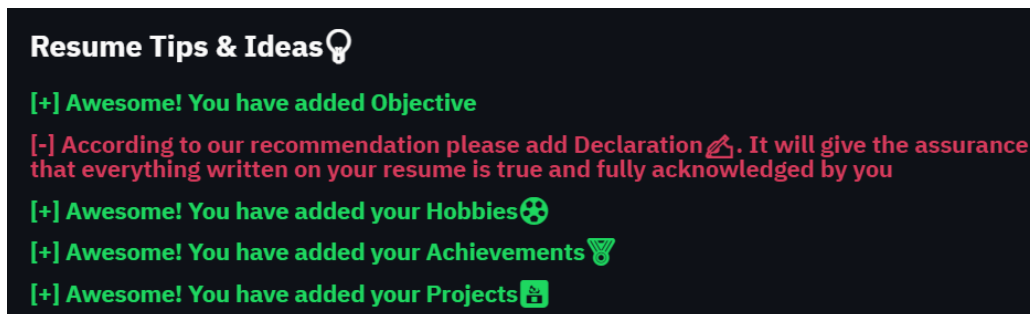 Resume Tips & Ideas
[+] Awesome! You have added Objective
[-] According to our recommendation please add Declaration✍. It will give the assurance
that everything written on your resume is true and fully acknowledged by you
[+] Awesome! You have added your Hobbies⚽
[+] Awesome! You have added your Achievements🏅
[+] Awesome! You have added your Projects